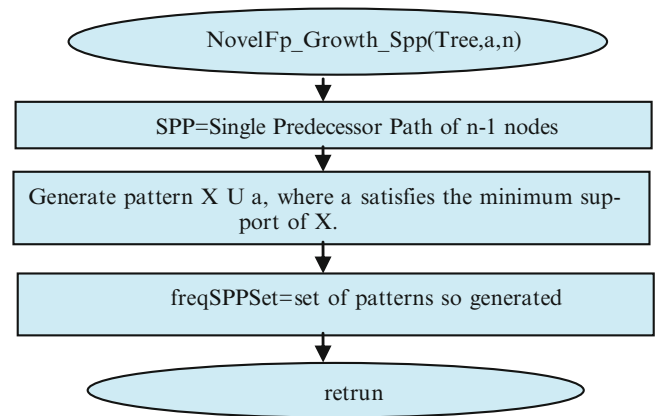 NovelFp_Growth_Spp(Tree,a,n)
SPP=Single Predecessor Path of n-1 nodes
Generate pattern X U a, where a satisfies the minimum sup-
port of X.
freqSPPSet=set of patterns so generated
retrun